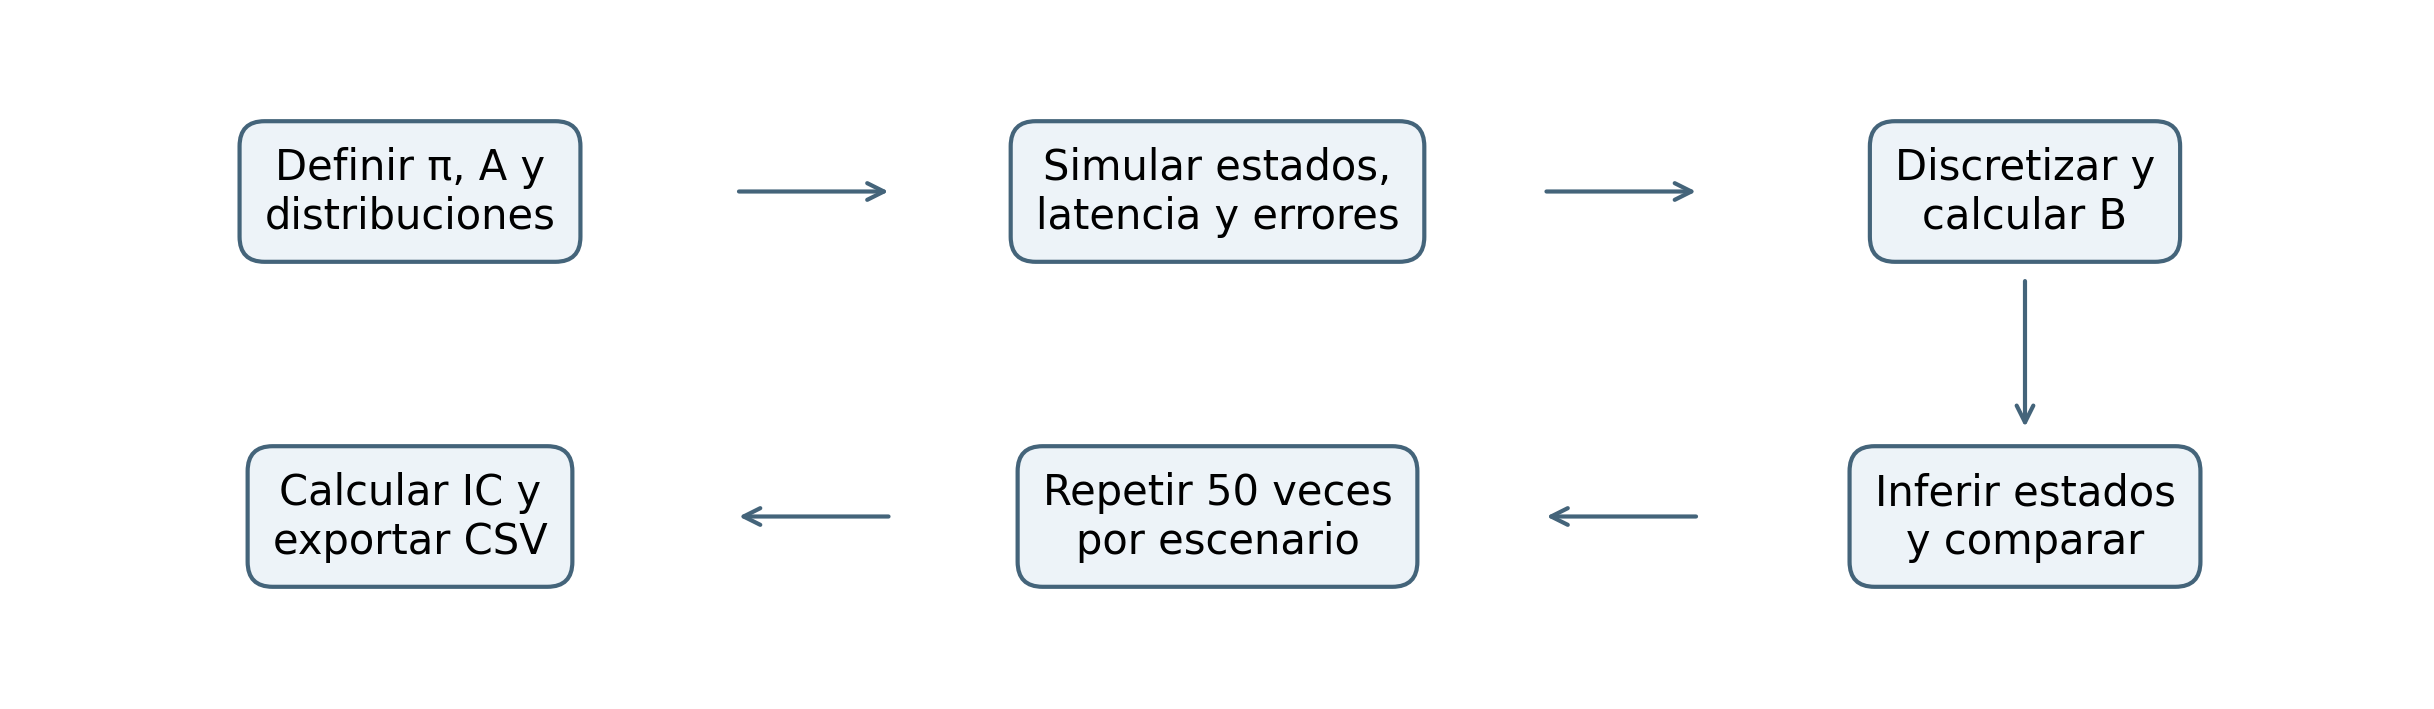 Definir π, A y
distribuciones
Simular estados,
latencia y errores
Discretizar y
calcular B
Inferir estados
y comparar
Repetir 50 veces
por escenario
Calcular IC y
exportar CSV